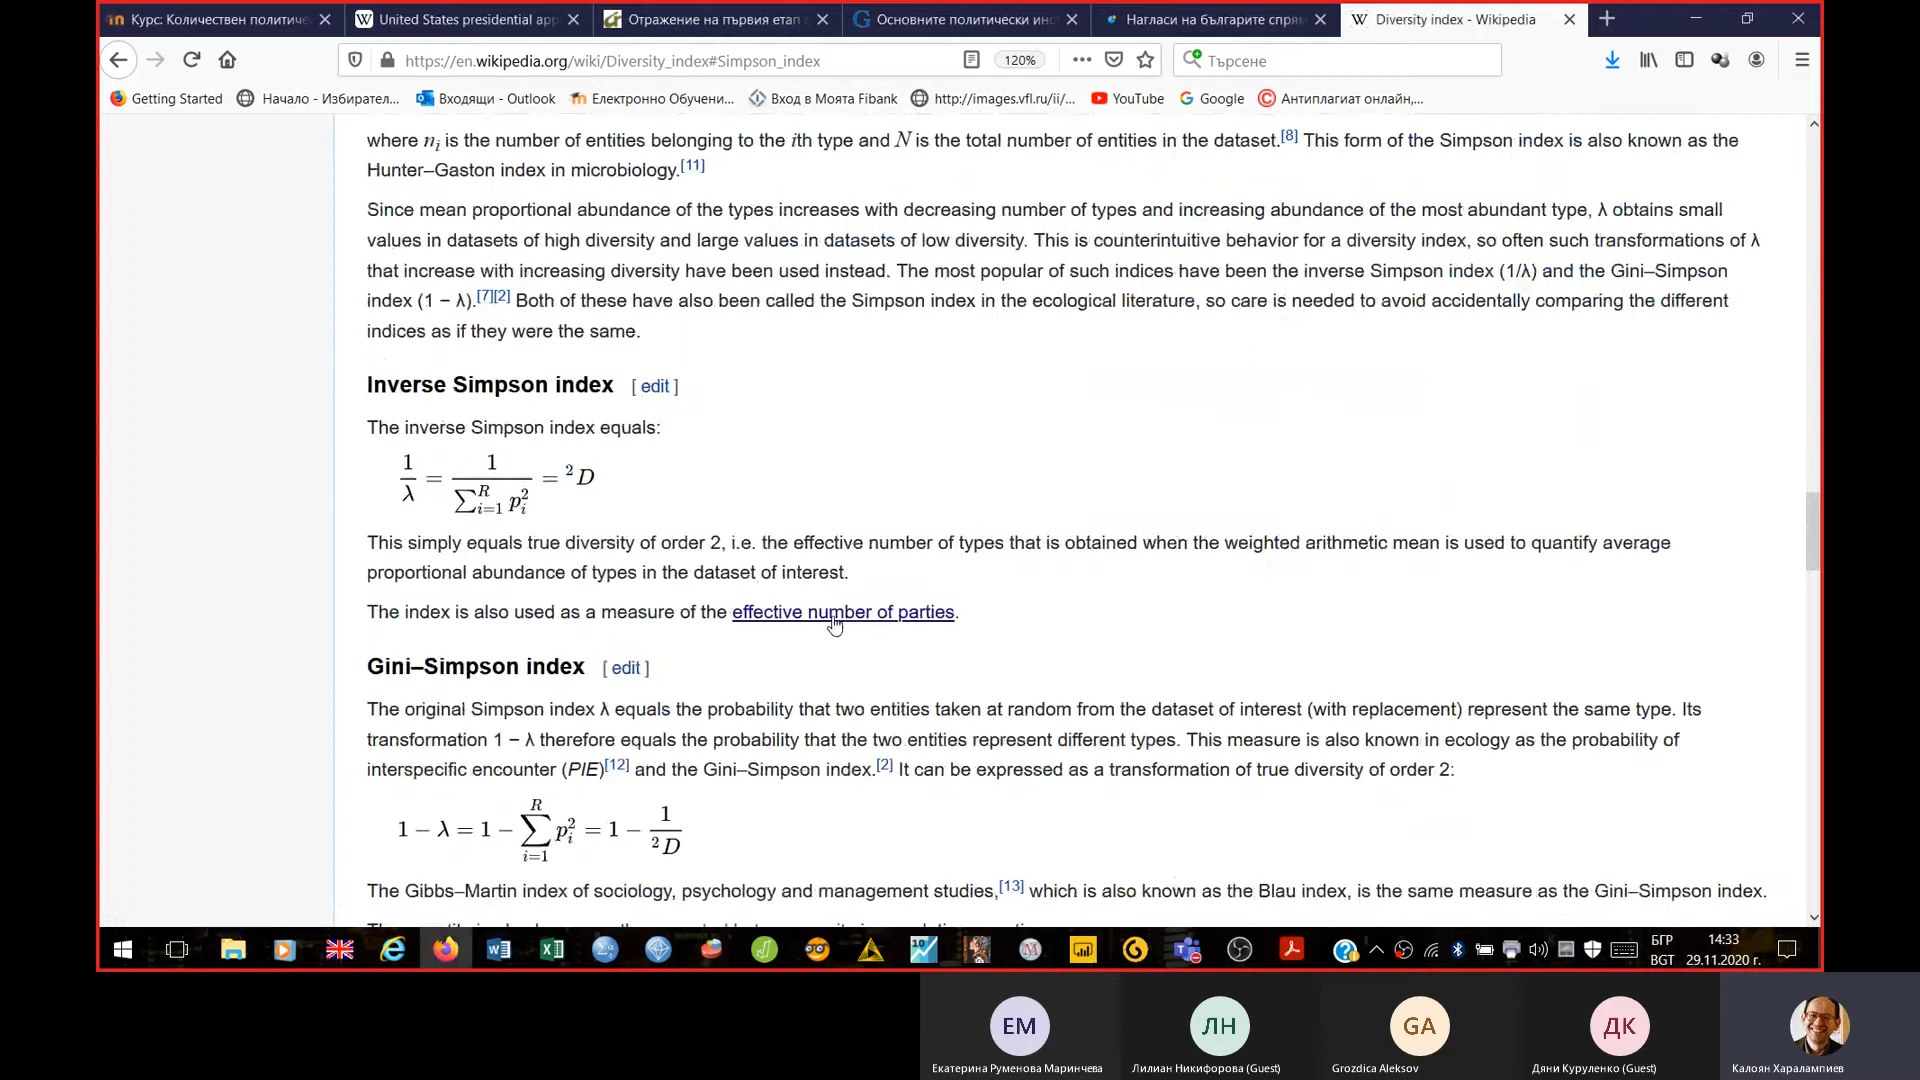 Курс: Количествен политиче
United States presidential app
Отражение на първия етап
Основните политически инс
Нагласи на българите спря
Diversity index - Wikipedia
https://en.wikipedia.org/wiki/Diversity_index#Simpson_index
120%
Търсене
Getting Started
Начало - Избирател...
Входящи - Outlook
Електронно Обучени...
Вход в Моята Fibank
http://images.vfl.ru/ii/...
YouTube
Google
Антиплагиат онлайн,...
where nᵢ is the number of entities belonging to the ith type and N is the total number of entities in the dataset.[8] This form of the Simpson index is also known as the
Hunter–Gaston index in microbiology.[11]
Since mean proportional abundance of the types increases with decreasing number of types and increasing abundance of the most abundant type, λ obtains small
values in datasets of high diversity and large values in datasets of low diversity. This is counterintuitive behavior for a diversity index, so often such transformations of λ
that increase with increasing diversity have been used instead. The most popular of such indices have been the inverse Simpson index (1/λ) and the Gini–Simpson
index (1 − λ).[7][2] Both of these have also been called the Simpson index in the ecological literature, so care is needed to avoid accidentally comparing the different
indices as if they were the same.
Inverse Simpson index [ edit ]
The inverse Simpson index equals:
1/λ = 1/∑ᴿᵢ₌₁ pᵢ² = ²D
This simply equals true diversity of order 2, i.e. the effective number of types that is obtained when the weighted arithmetic mean is used to quantify average
proportional abundance of types in the dataset of interest.
The index is also used as a measure of the effective number of parties.
Gini–Simpson index [ edit ]
The original Simpson index λ equals the probability that two entities taken at random from the dataset of interest (with replacement) represent the same type. Its
transformation 1 − λ therefore equals the probability that the two entities represent different types. This measure is also known in ecology as the probability of
interspecific encounter (PIE)[12] and the Gini–Simpson index.[2] It can be expressed as a transformation of true diversity of order 2:
1 − λ = 1 − ∑ᴿᵢ₌₁ pᵢ² = 1 − 1/²D
The Gibbs–Martin index of sociology, psychology and management studies,[13] which is also known as the Blau index, is the same measure as the Gini–Simpson index.
БГР
BGT
14:33
29.11.2020 г.
ЕМ
ЛН
GA
ДК
Екатерина Руменова Маринчева
Лилиан Никифорова (Guest)
Grozdica Aleksov
Дяни Куруленко (Guest)
Калоян Харалампиев